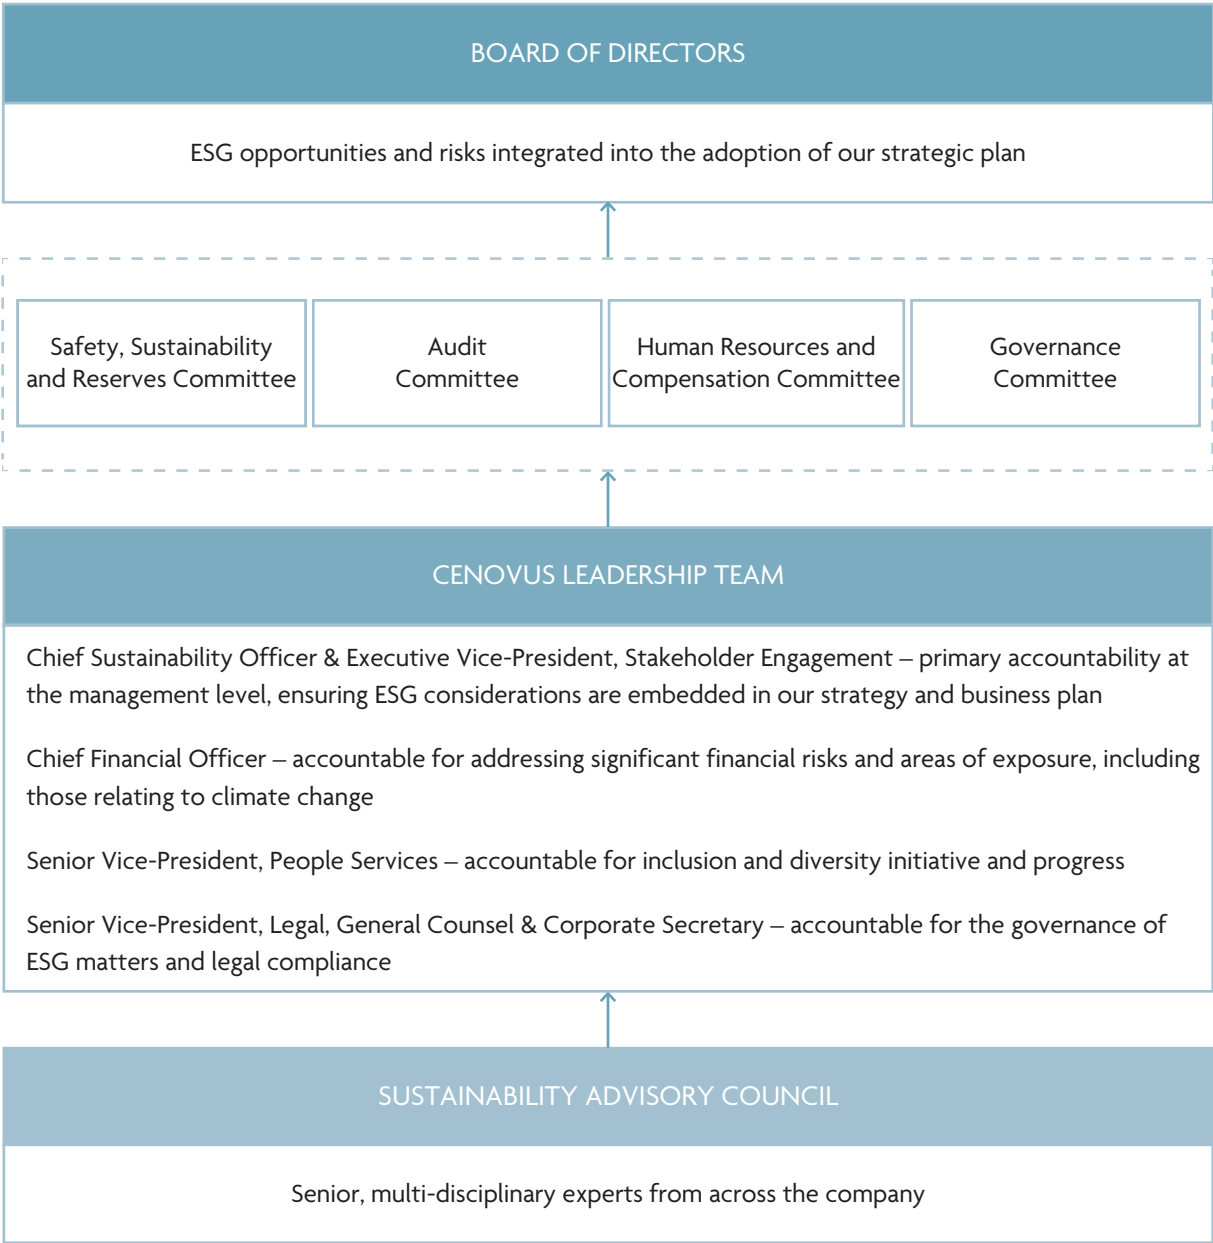 BOARD OF DIRECTORS
ESG opportunities and risks integrated into the adoption of our strategic plan
Safety, Sustainability
and Reserves Committee
Audit
Committee
Human Resources and
Compensation Committee
Governance
Committee
CENOVUS LEADERSHIP TEAM
Chief Sustainability Officer & Executive Vice-President, Stakeholder Engagement – primary accountability at
the management level, ensuring ESG considerations are embedded in our strategy and business plan
Chief Financial Officer – accountable for addressing significant financial risks and areas of exposure, including
those relating to climate change
Senior Vice-President, People Services – accountable for inclusion and diversity initiative and progress
Senior Vice-President, Legal, General Counsel & Corporate Secretary – accountable for the governance of
ESG matters and legal compliance
SUSTAINABILITY ADVISORY COUNCIL
Senior, multi-disciplinary experts from across the company